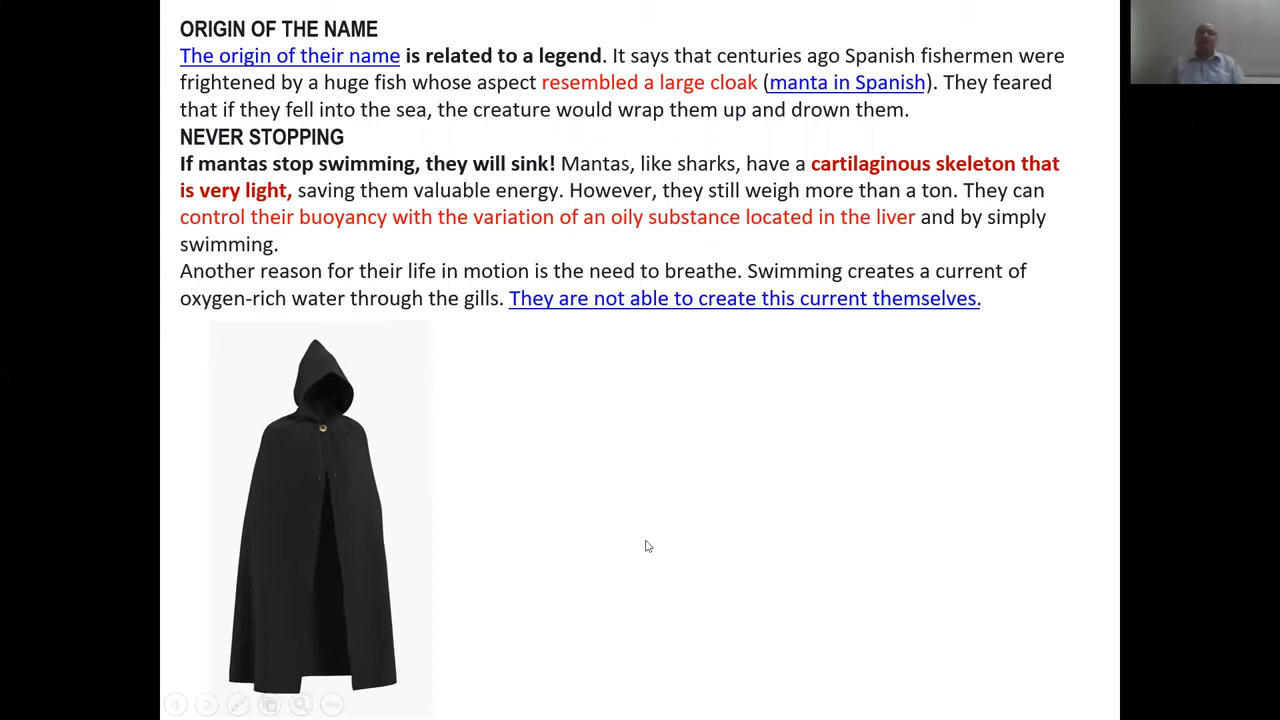 ORIGIN OF THE NAME
The origin of their name is related to a legend. It says that centuries ago Spanish fishermen were
frightened by a huge fish whose aspect resembled a large cloak (manta in Spanish). They feared
that if they fell into the sea, the creature would wrap them up and drown them.
NEVER STOPPING
If mantas stop swimming, they will sink! Mantas, like sharks, have a cartilaginous skeleton that
is very light, saving them valuable energy. However, they still weigh more than a ton. They can
control their buoyancy with the variation of an oily substance located in the liver and by simply
swimming.
Another reason for their life in motion is the need to breathe. Swimming creates a current of
oxygen-rich water through the gills. They are not able to create this current themselves.